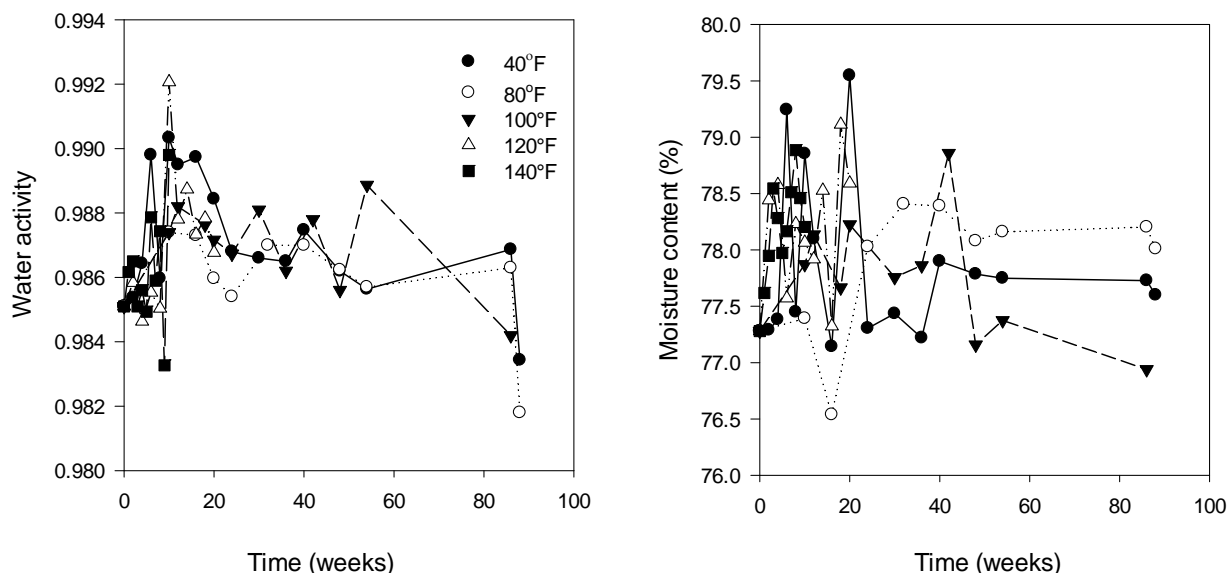 0.994
0.992
0.990
0.988
0.986
0.984
0.982
0.980
Water activity
40°F
80°F
100°F
120°F
140°F
0 20 40 60 80 100
Time (weeks)
80.0
79.5
79.0
78.5
78.0
77.5
77.0
76.5
76.0
Moisture content (%)
0 20 40 60 80 100
Time (weeks)